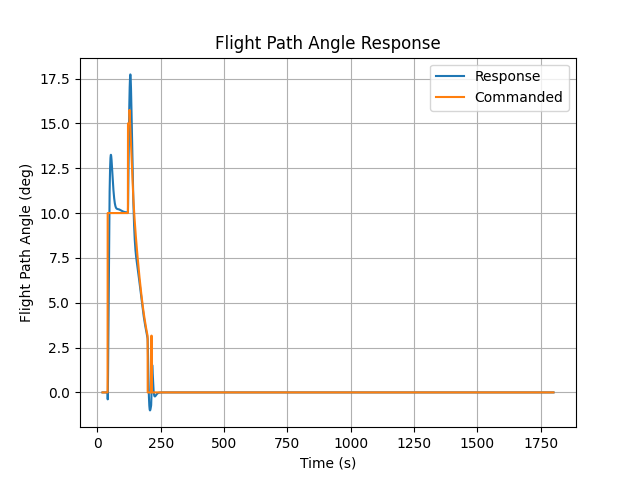 Flight Path Angle Response
Response
Commanded
Flight Path Angle (deg)
17.5
15.0
12.5
10.0
7.5
5.0
2.5
0.0
0 250 500 750 1000 1250 1500 1750
Time (s)